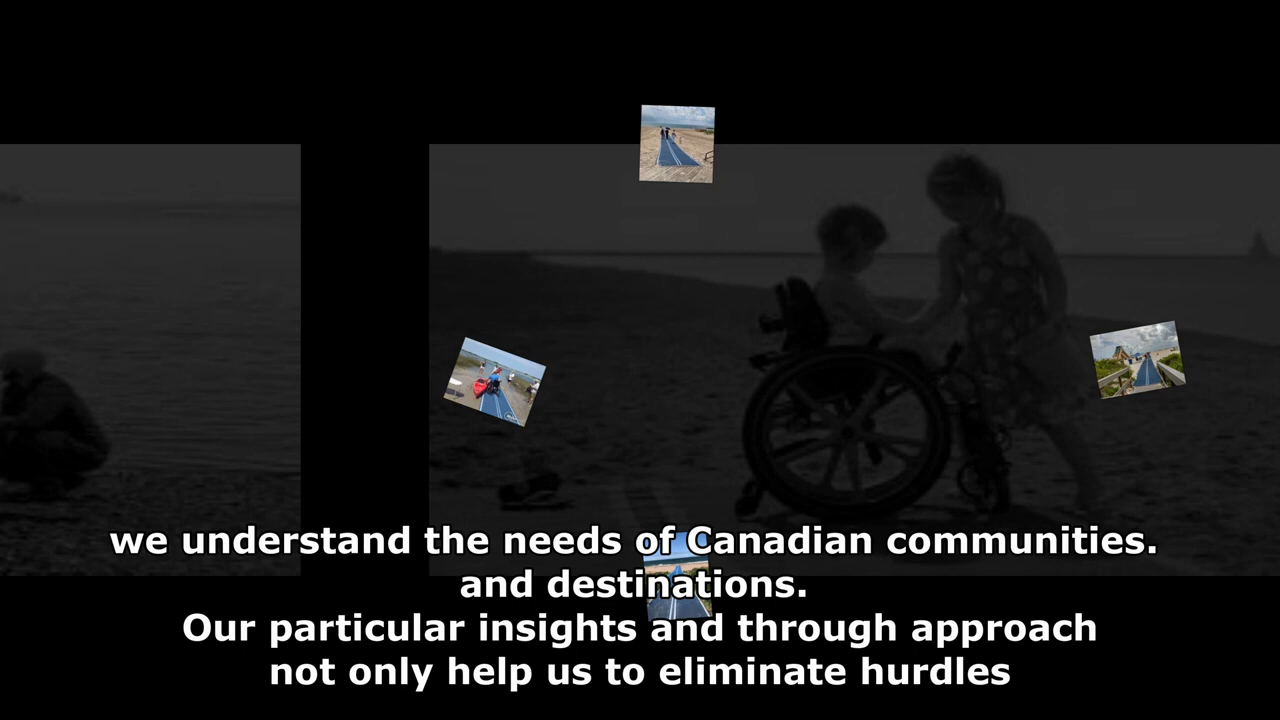 we understand the needs of Canadian communities.
and destinations.
Our particular insights and through approach
not only help us to eliminate hurdles